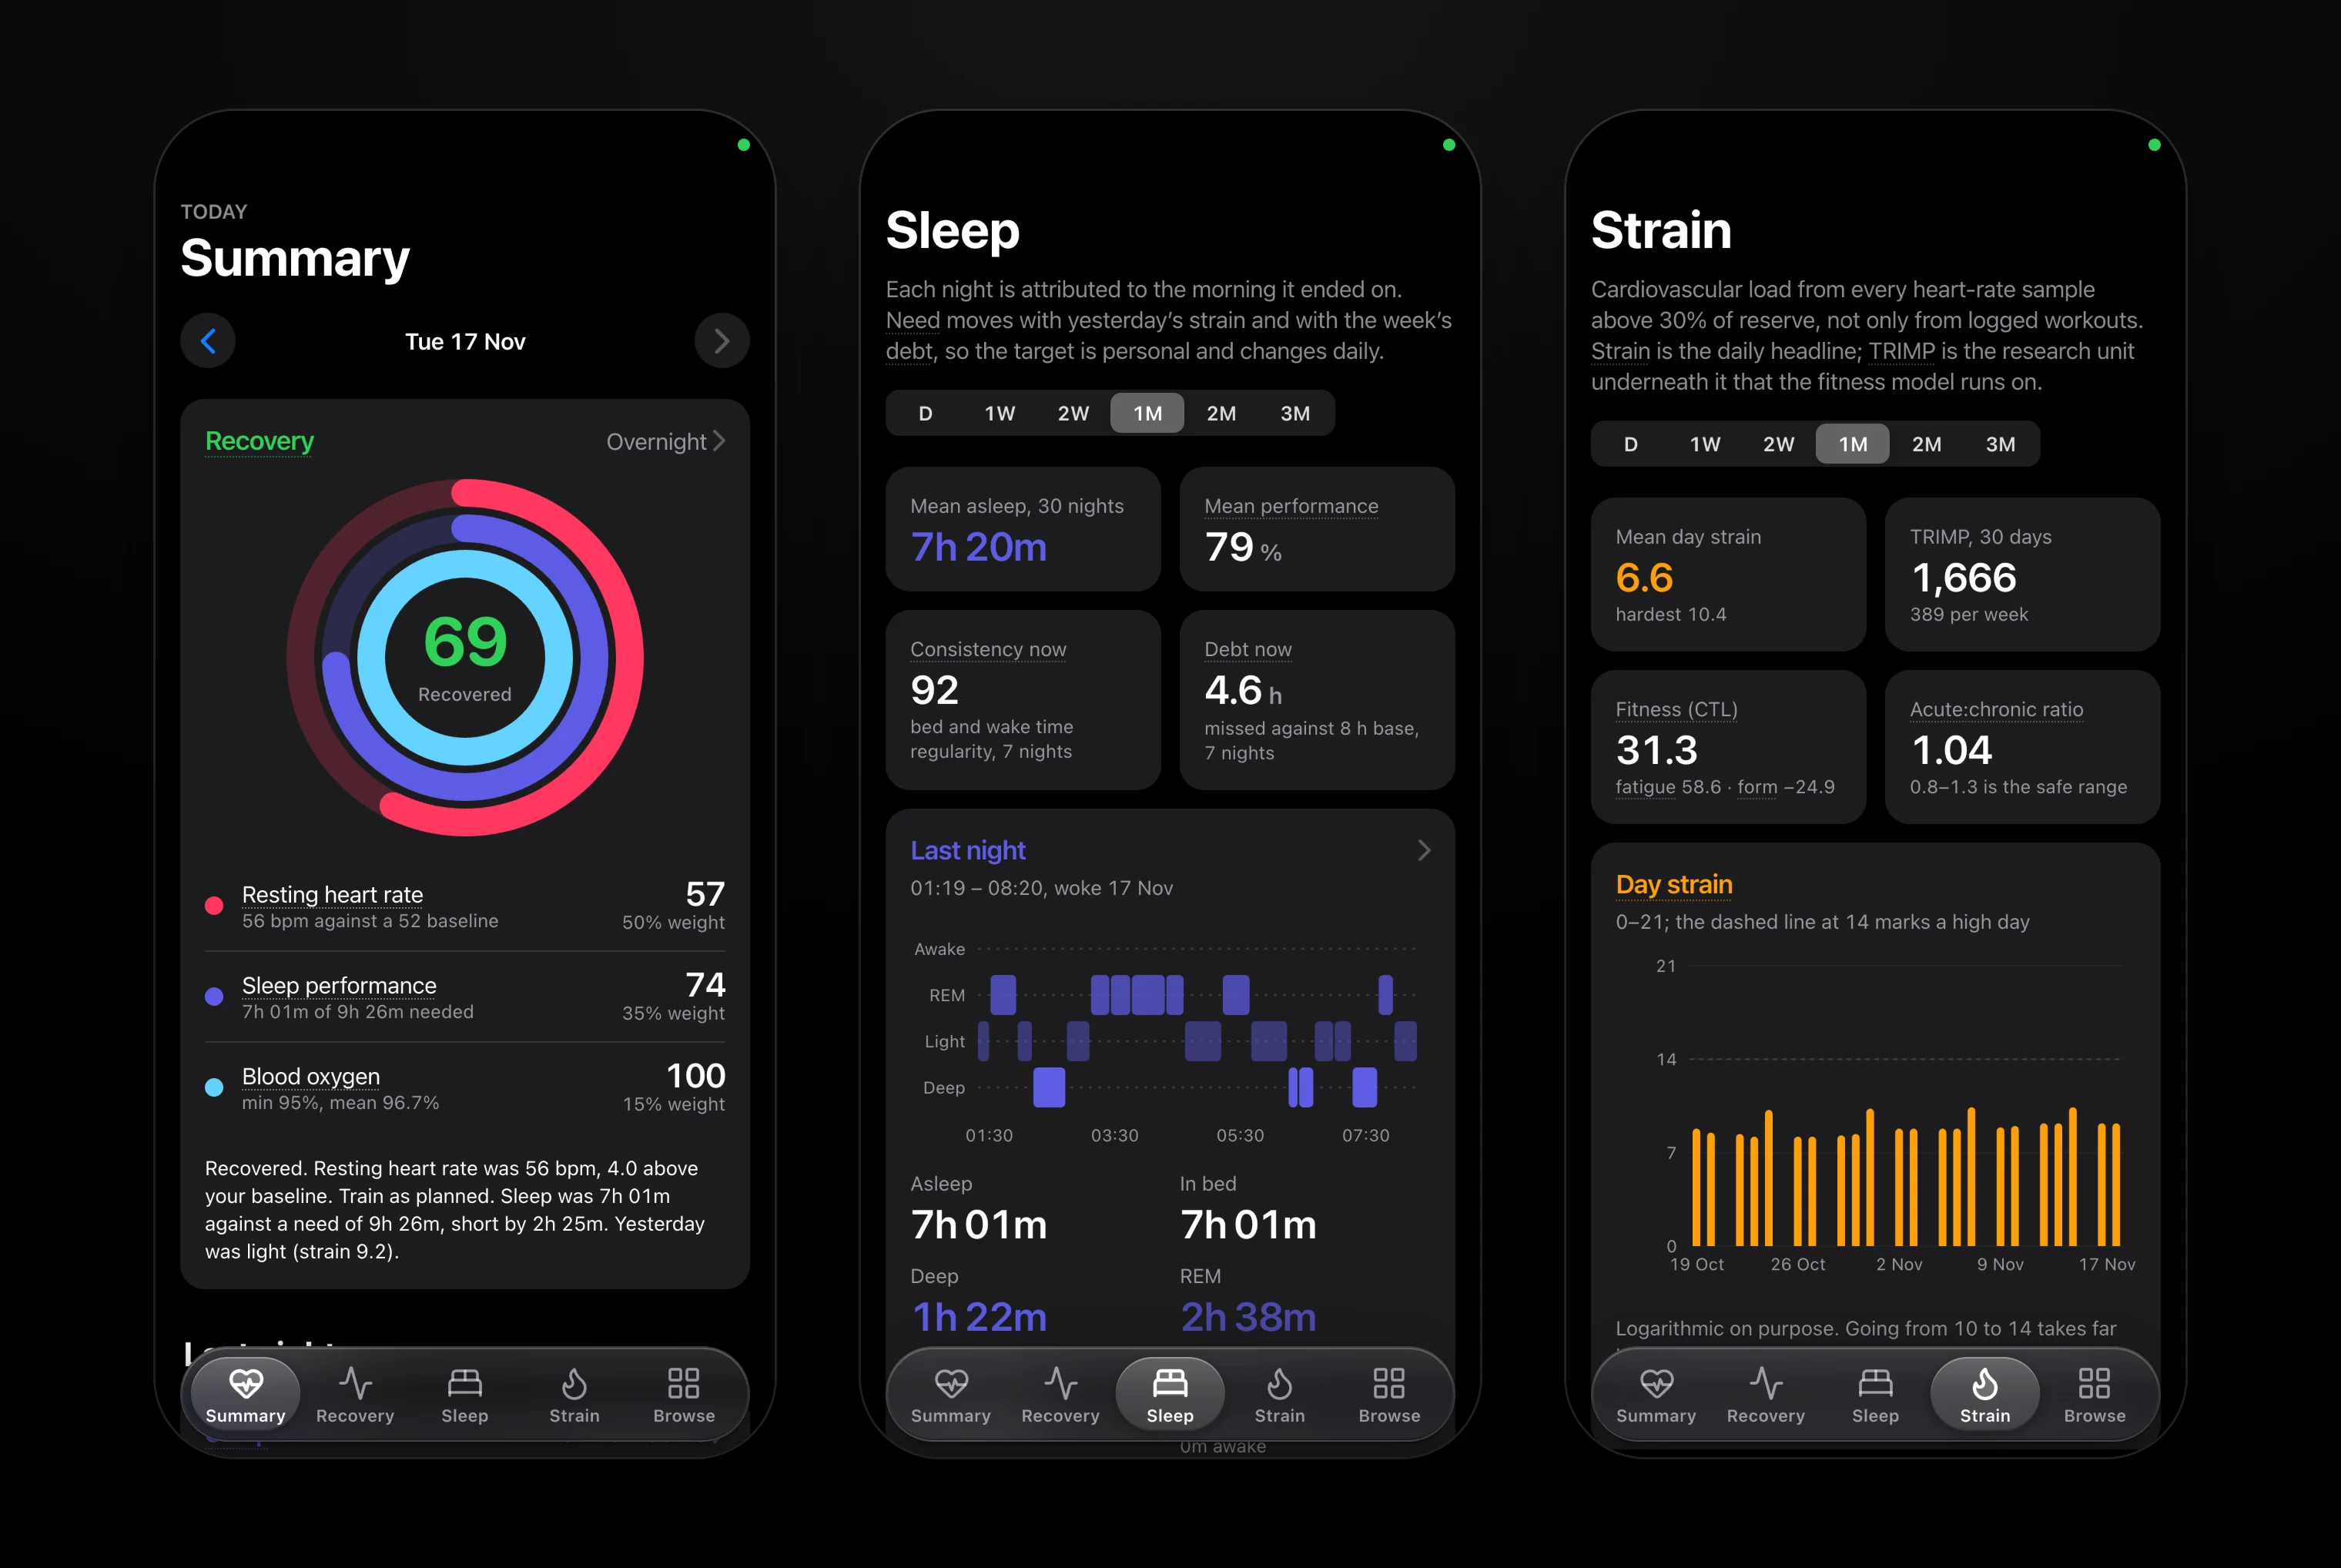 TODAY
Summary
Tue 17 Nov
Recovery
Overnight
69
Recovered
Resting heart rate
57
56 bpm against a 52 baseline
50% weight
Sleep performance
74
7h 01m of 9h 26m needed
35% weight
Blood oxygen
100
min 95%, mean 96.7%
15% weight
Recovered. Resting heart rate was 56 bpm, 4.0 above
your baseline. Train as planned. Sleep was 7h 01m
against a need of 9h 26m, short by 2h 25m. Yesterday
was light (strain 9.2).
Summary
Recovery
Sleep
Strain
Browse
Sleep
Each night is attributed to the morning it ended on.
Need moves with yesterday's strain and with the week's
debt, so the target is personal and changes daily.
D 1W 2W 1M 2M 3M
Mean asleep, 30 nights
7h 20m
Mean performance
79 %
Consistency now
92
bed and wake time
regularity, 7 nights
Debt now
4.6 h
missed against 8 h base,
7 nights
Last night
01:19 – 08:20, woke 17 Nov
Awake
REM
Light
Deep
01:30 03:30 05:30 07:30
Asleep
7h 01m
In bed
7h 01m
Deep
1h 22m
REM
2h 38m
Summary
Recovery
Sleep
Strain
Browse
0m awake
Strain
Cardiovascular load from every heart-rate sample
above 30% of reserve, not only from logged workouts.
Strain is the daily headline; TRIMP is the research unit
underneath it that the fitness model runs on.
D 1W 2W 1M 2M 3M
Mean day strain
6.6
hardest 10.4
TRIMP, 30 days
1,666
389 per week
Fitness (CTL)
31.3
fatigue 58.6 · form −24.9
Acute:chronic ratio
1.04
0.8–1.3 is the safe range
Day strain
0–21; the dashed line at 14 marks a high day
21
14
7
0
19 Oct 26 Oct 2 Nov 9 Nov 17 Nov
Logarithmic on purpose. Going from 10 to 14 takes far
Summary
Recovery
Sleep
Strain
Browse